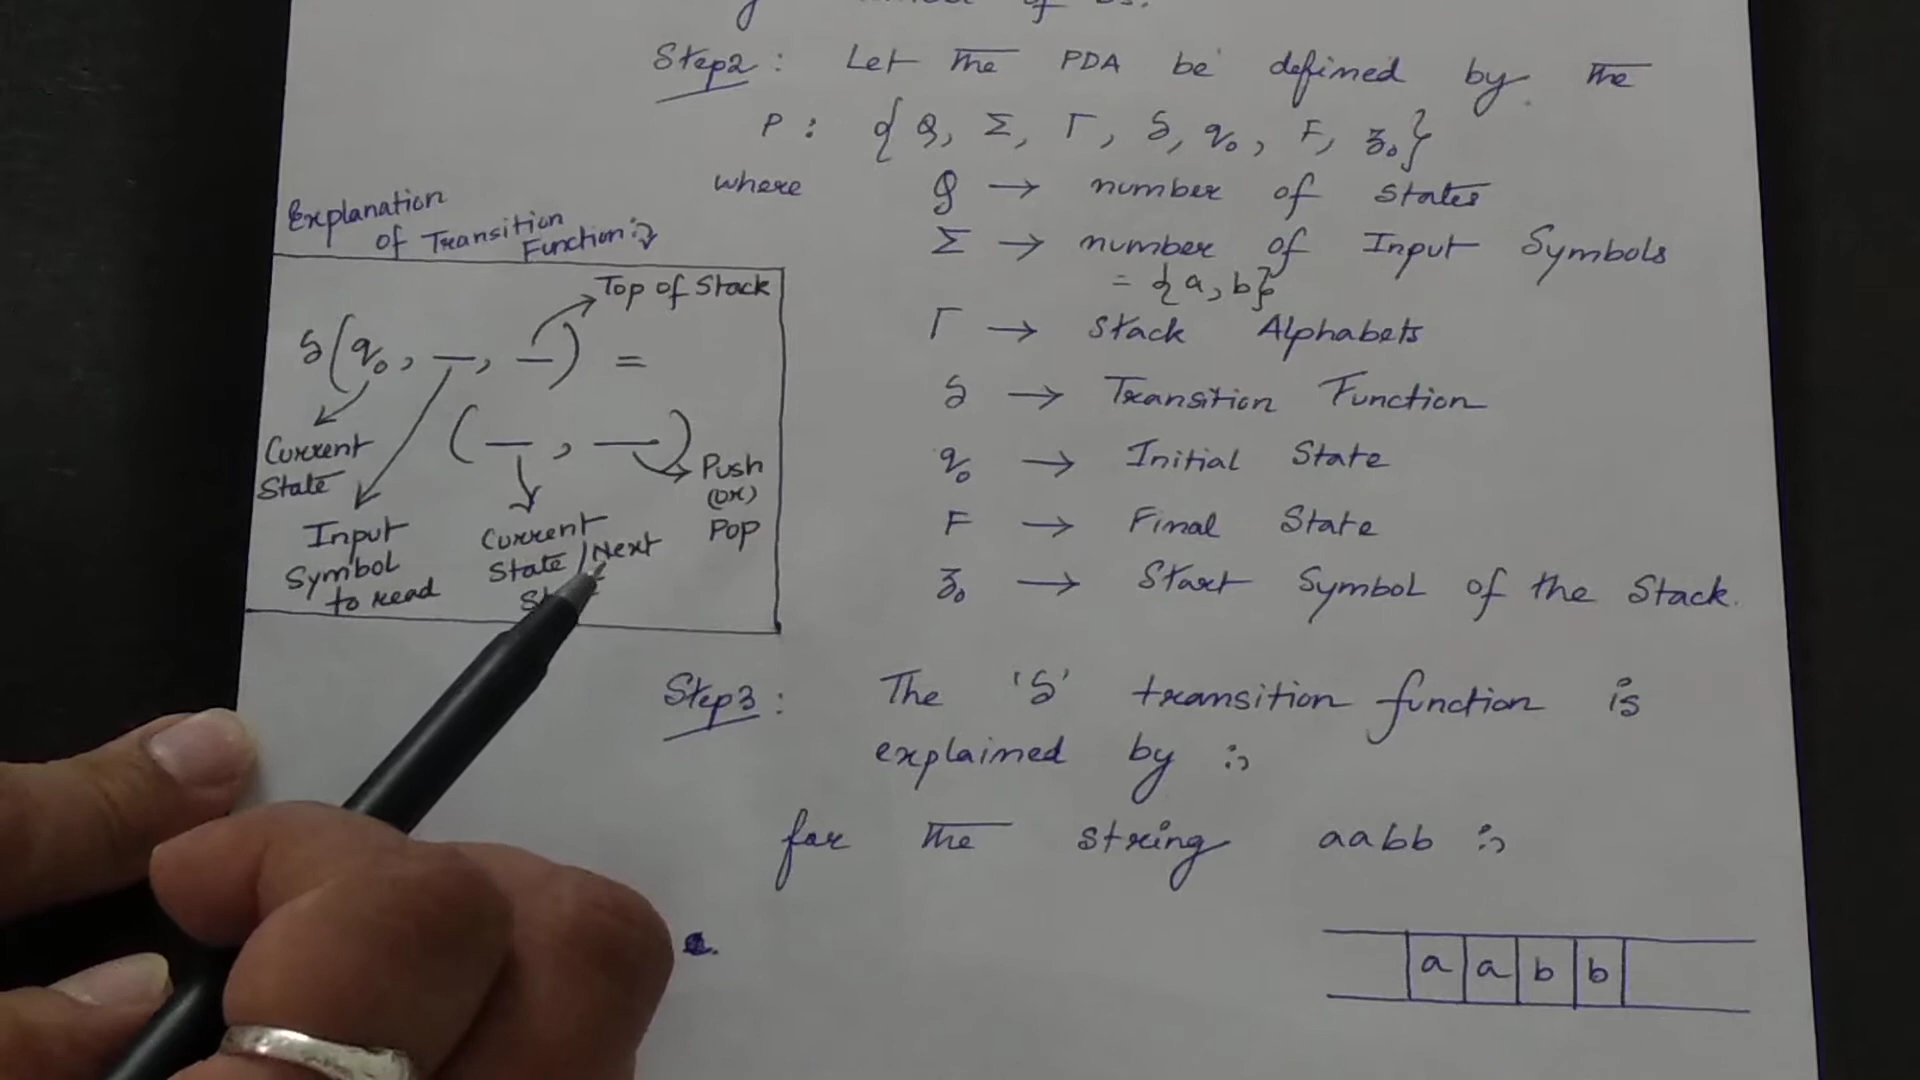 of
Step2 : Let the PDA be defined by the
P : { Q, Σ, Γ, δ, q₀, F, z₀}
where Q → number of states
Σ → number of Input Symbols
= {a, b}
Γ → Stack Alphabets
δ → Transition Function
q₀ → Initial State
F → Final State
z₀ → Start Symbol of the Stack.
Explanation
of Transition
Function :→
Top of Stack
δ(q₀, —, —) =
(—, —)
Current
State
Input
Symbol
to read
Current
State / Next
Push
(or)
Pop
Step3 : The 'δ' transition function is
explained by :→
for the string aabb :→
a a b b